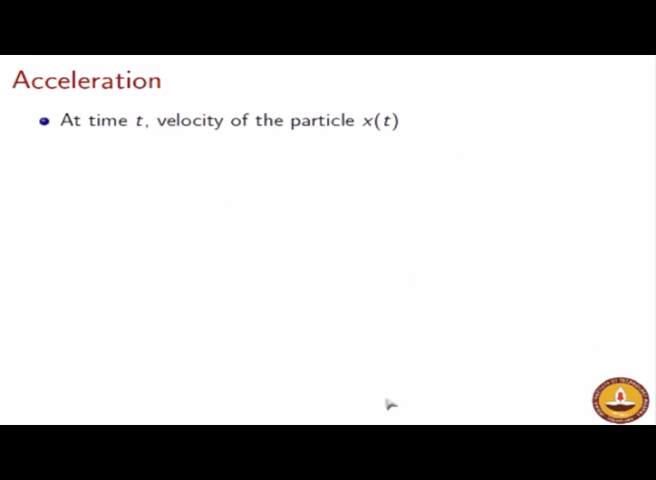 Acceleration
At time t, velocity of the particle x(t)